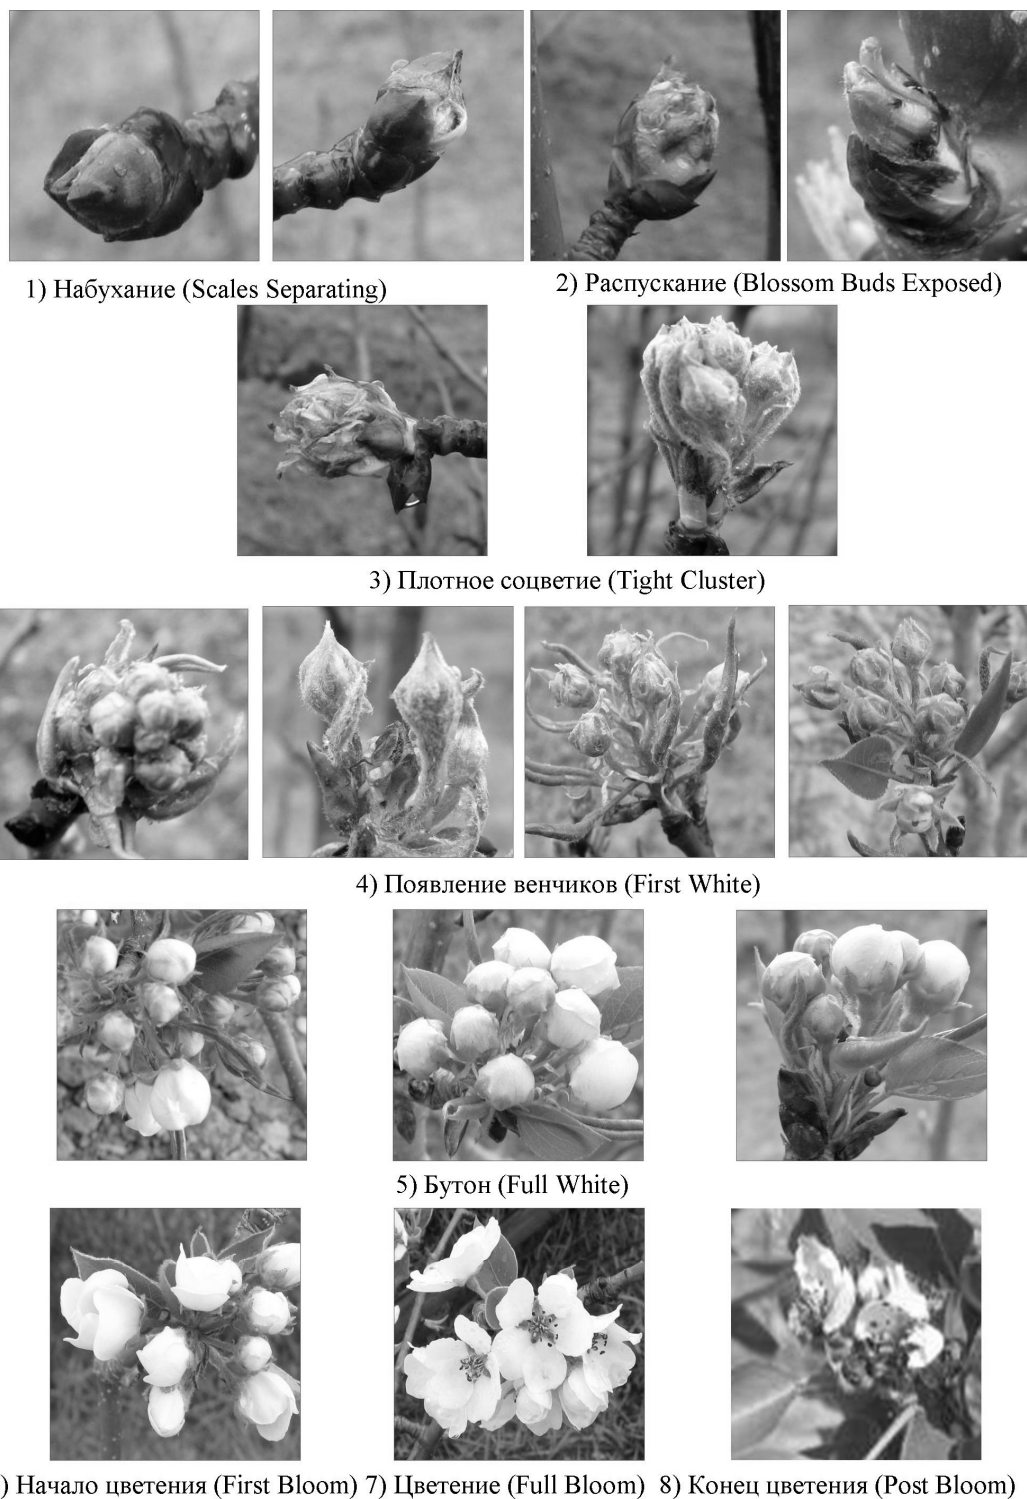 1) Набухание (Scales Separating)
2) Распускание (Blossom Buds Exposed)
3) Плотное соцветие (Tight Cluster)
4) Появление венчиков (First White)
5) Бутон (Full White)
) Начало цветения (First Bloom) 7) Цветение (Full Bloom) 8) Конец цветения (Post Bloom)